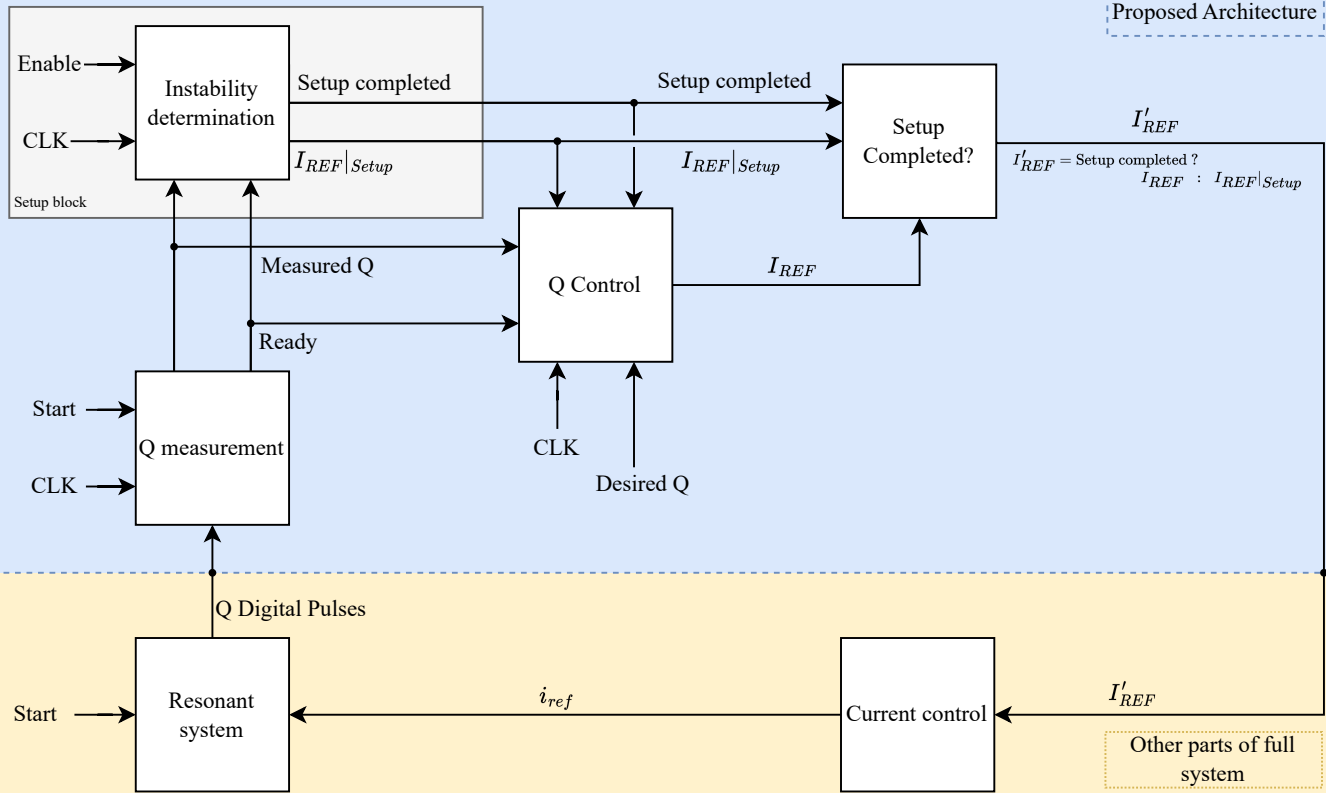 Proposed Architecture
Enable
CLK
Instability
determination
Setup completed
I_{REF}|_{Setup}
Setup block
Setup completed
I_{REF}|_{Setup}
Setup
Completed?
I'_{REF}
I'_{REF} = Setup completed ?
I_{REF} : I_{REF}|_{Setup}
Measured Q
Ready
Q Control
I_{REF}
CLK
Desired Q
Start
CLK
Q measurement
Q Digital Pulses
Start
Resonant
system
i_{ref}
Current control
I'_{REF}
Other parts of full
system